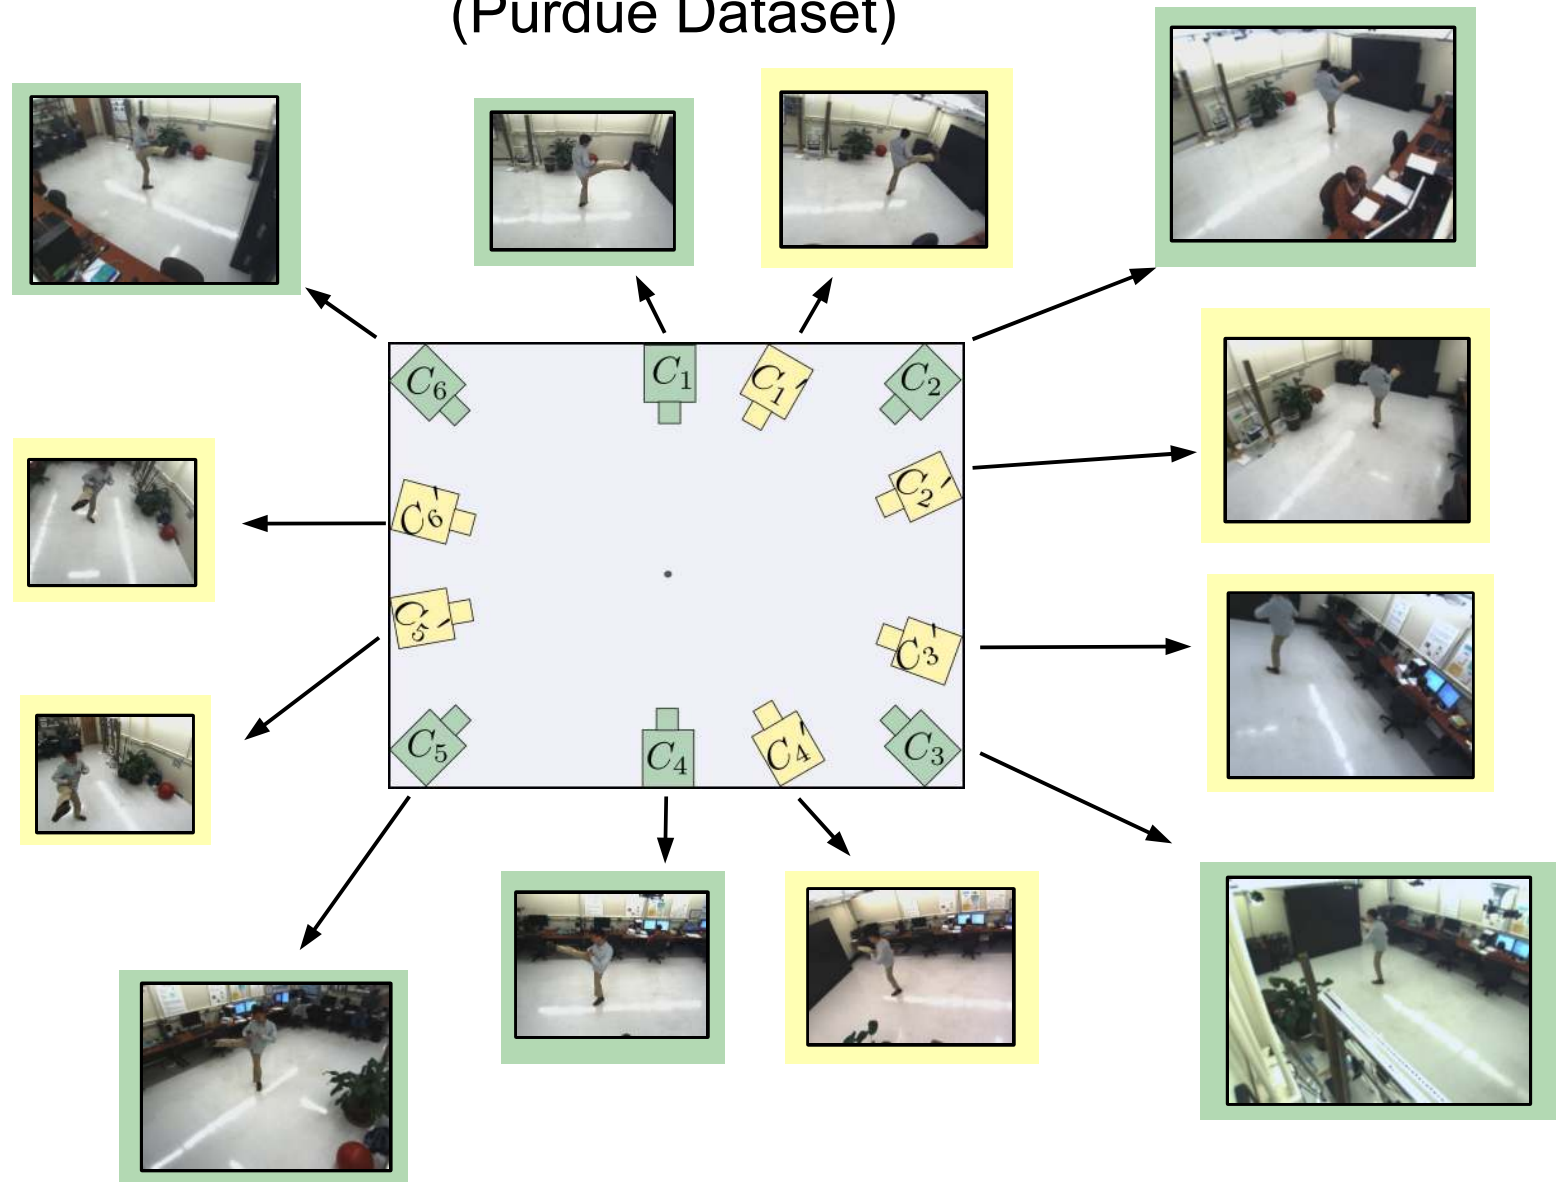 (Purdue Dataset)
C6
C1
C1′
C2
C2′
C6′
C5′
C3′
C5
C4
C4′
C3